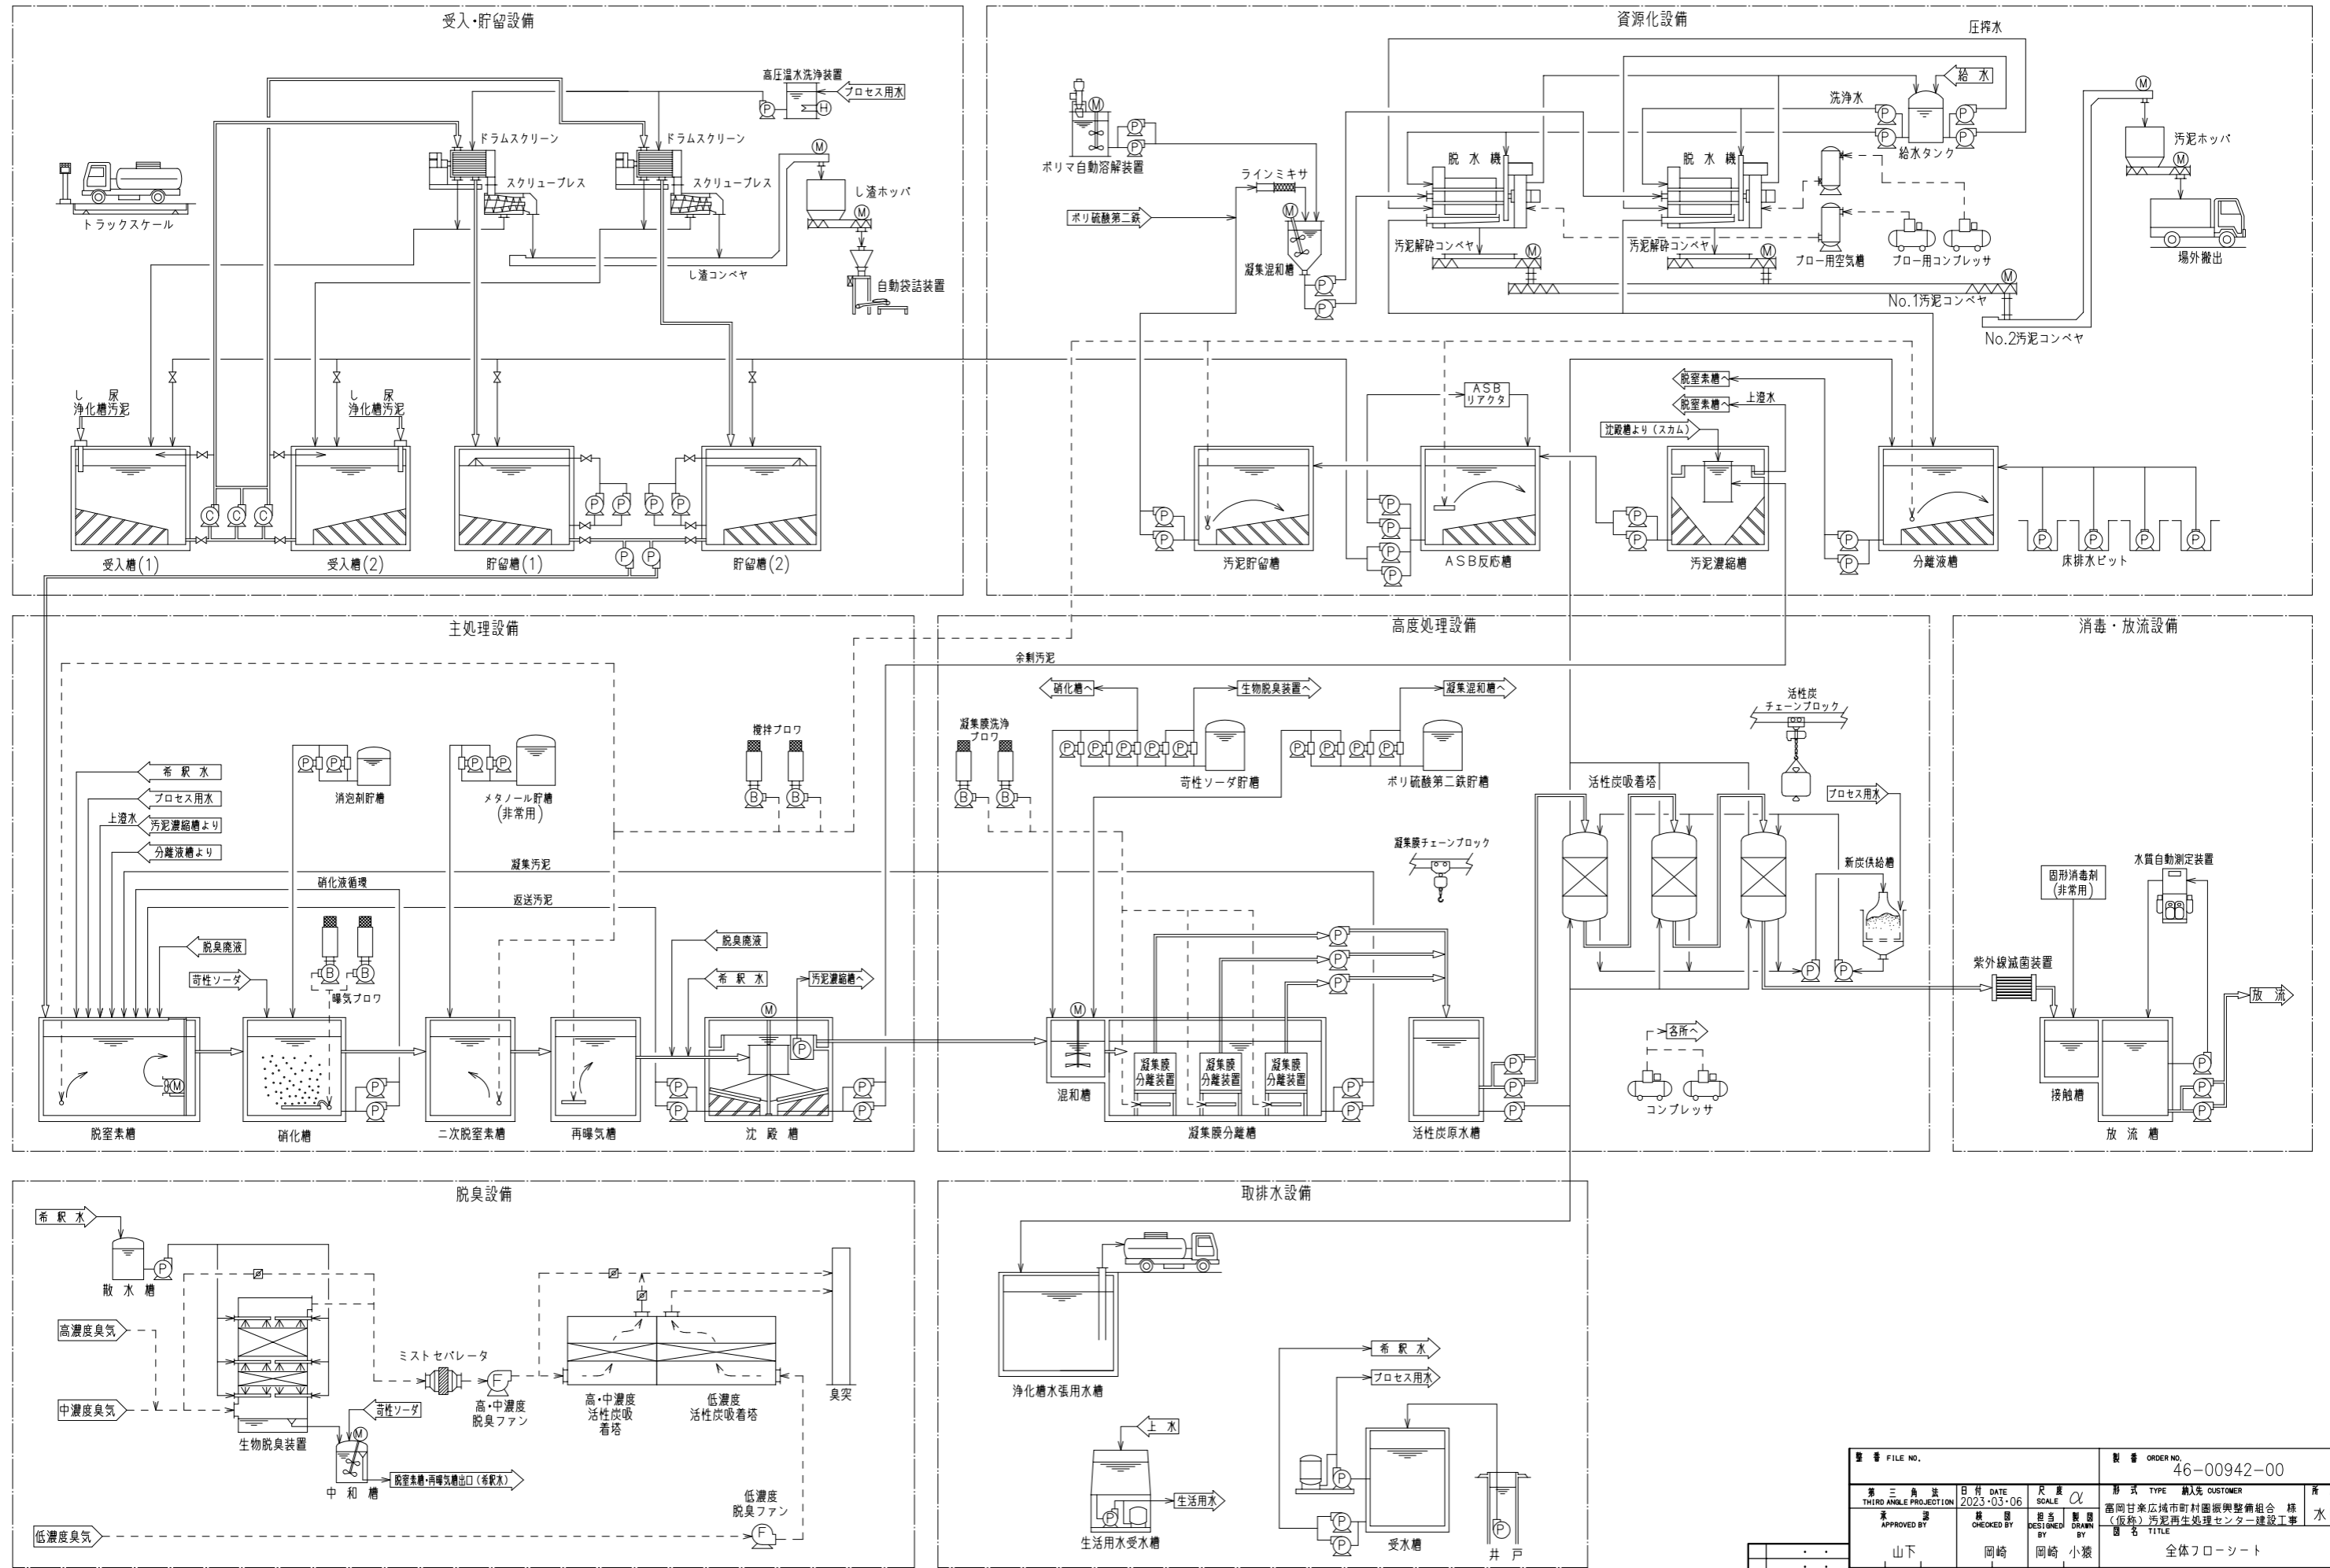 受入・貯留設備
高圧温水洗浄装置
プロセス用水
P
H
ドラムスクリーン
ドラムスクリーン
M
スクリュープレス
スクリュープレス
し渣ホッパ
M
トラックスケール
し渣コンベヤ
自動袋詰装置
し 尿
浄化槽汚泥
し 尿
浄化槽汚泥
C
C
C
P
P
P
P
P
P
受入槽(1)
受入槽(2)
貯留槽(1)
貯留槽(2)
資源化設備
圧搾水
給 水
M
M
洗浄水
P
P
P
P
P
P
汚泥ホッパ
M
ポリマ自動溶解装置
脱 水 機
脱 水 機
給水タンク
ラインミキサ
ポリ硫酸第二鉄
M
汚泥解砕コンベヤ
M
汚泥解砕コンベヤ
M
ブロー用空気槽
ブロー用コンプレッサ
場外搬出
凝集混和槽
P
P
M
No.1汚泥コンベヤ
No.2汚泥コンベヤ
脱窒素槽へ
ASB
リアクタ
脱窒素槽へ
上澄水
沈殿槽より(スカム)
P
P
P
P
P
P
P
P
P
P
P
P
P
P
汚泥貯留槽
ASB反応槽
汚泥濃縮槽
分離液槽
床排水ピット
主処理設備
攪拌ブロワ
P
P
P
P
消泡剤貯槽
メタノール貯槽
(非常用)
B
B
希 釈 水
プロセス用水
上澄水
汚泥濃縮槽より
分離液槽より
凝集汚泥
硝化液循環
返送汚泥
脱臭廃液
苛性ソーダ
B
B
曝気ブロワ
脱臭廃液
希 釈 水
汚泥濃縮槽へ
M
P
M
P
P
P
P
P
P
脱窒素槽
硝化槽
二次脱窒素槽
再曝気槽
沈 殿 槽
高度処理設備
余剰汚泥
硝化槽へ
生物脱臭装置へ
凝集混和槽へ
活性炭
チェーンブロック
凝集膜洗浄
ブロワ
P
P
P
P
P
P
P
P
P
B
B
苛性ソーダ貯槽
ポリ硫酸第二鉄貯槽
活性炭吸着塔
プロセス用水
凝集膜チェーンブロック
新炭供給槽
P
P
P
P
P
M
凝集膜
分離装置
凝集膜
分離装置
凝集膜
分離装置
P
P
P
P
P
各所へ
コンプレッサ
混和槽
凝集膜分離槽
活性炭原水槽
消毒・放流設備
固形消毒剤
(非常用)
水質自動測定装置
紫外線滅菌装置
放 流
P
P
P
接触槽
放 流 槽
脱臭設備
希 釈 水
P
散 水 槽
高濃度臭気
中濃度臭気
ミストセパレータ
F
高・中濃度
脱臭ファン
高・中濃度
活性炭吸
着塔
低濃度
活性炭吸着塔
臭突
苛性ソーダ
M
生物脱臭装置
脱窒素槽・再曝気槽出口(希釈水)
中 和 槽
低濃度
脱臭ファン
低濃度臭気
F
取排水設備
浄化槽水張用水槽
希 釈 水
プロセス用水
上 水
P
生活用水
P
P
P
P
生活用水受水槽
受水槽
井 戸
整 番 FILE NO.
製 番 ORDER NO.
46-00942-00
第 三 角 法
THIRD ANGLE PROJECTION
日 付 DATE
2023・03・06
尺 度
SCALE α
形 式 TYPE 納入先 CUSTOMER
富岡甘楽広域市町村圏振興整備組合 様
(仮称)汚泥再生処理センター建設工事
所
水
承 認
APPROVED BY
検 図
CHECKED BY
担当
DESIGNED
BY
製図
DRAWN
BY
図 名 TITLE
山下
岡崎
岡崎
小猿
全体フローシート